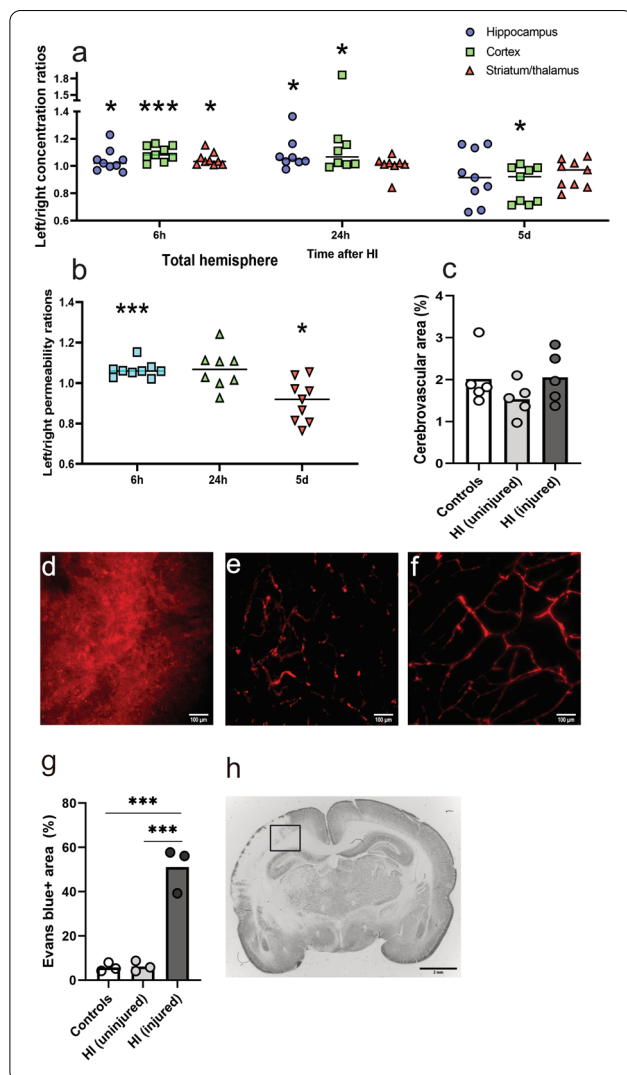 a
Hippocampus
Cortex
Striatum/thalamus
Left/right concentration ratios
1.8
1.5
1.2
1.0
0.8
0.6
* *** * * * *
6h 24h 5d
Time after HI
Total hemisphere
b
Left/right permeability rations
1.4
1.2
1.0
0.8
0.6
*** *
6h 24h 5d
c
Cerebrovascular area (%)
4
3
2
1
0
Controls
HI (uninjured)
HI (injured)
d
100 µm
e
100 µm
f
100 µm
g
Evans blue+ area (%)
80
60
40
20
0
***
***
Controls
HI (uninjured)
HI (injured)
h
2 mm